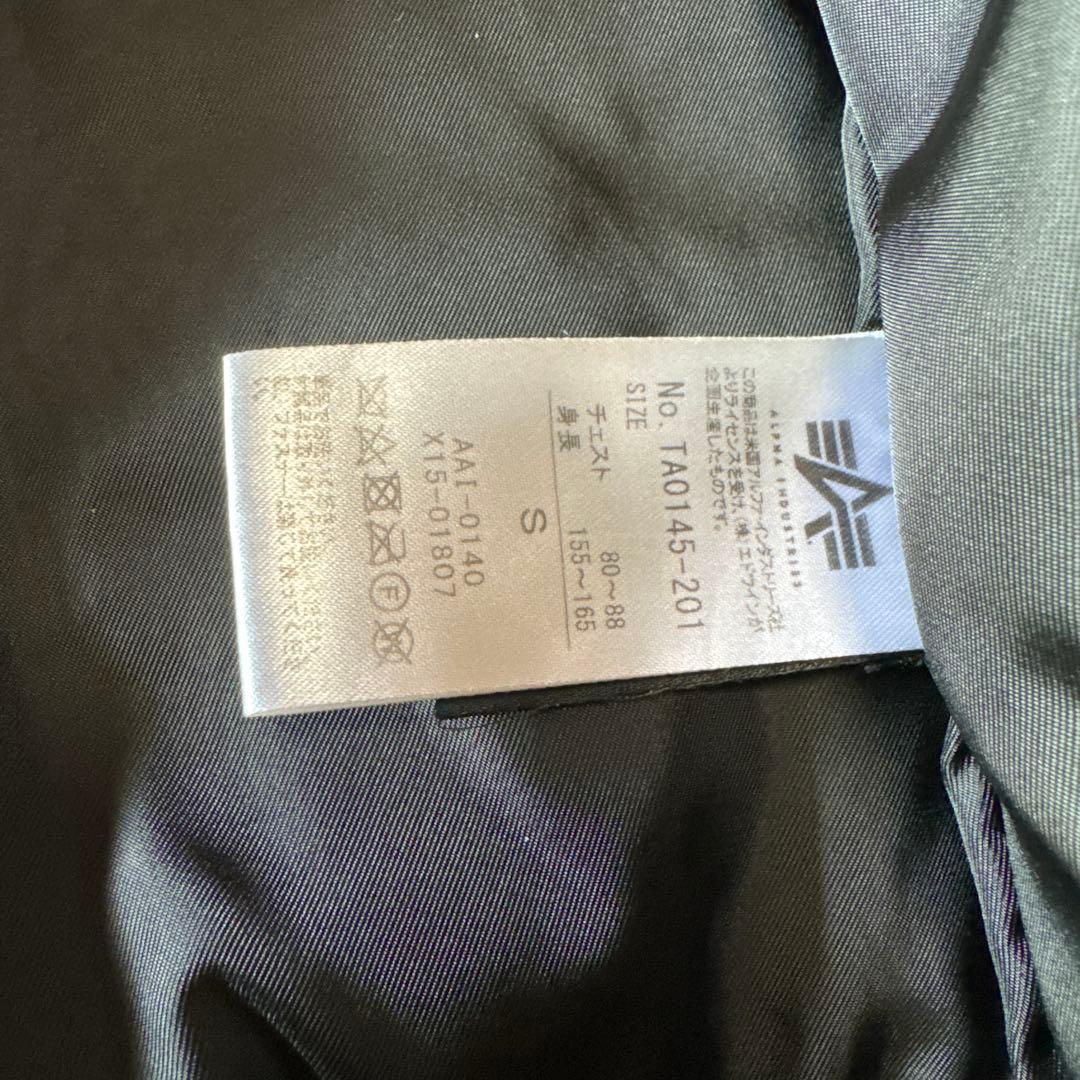 ALPHA INDUSTRIES
この商品は米国アルファ・インダストリーズ社
よりライセンスを受け、(株)エドウインが
企画生産したものです。
No. TA0145-201
SIZE
チェスト 80～88
身長 155～165
S
AAI-0140
X15-01807
F